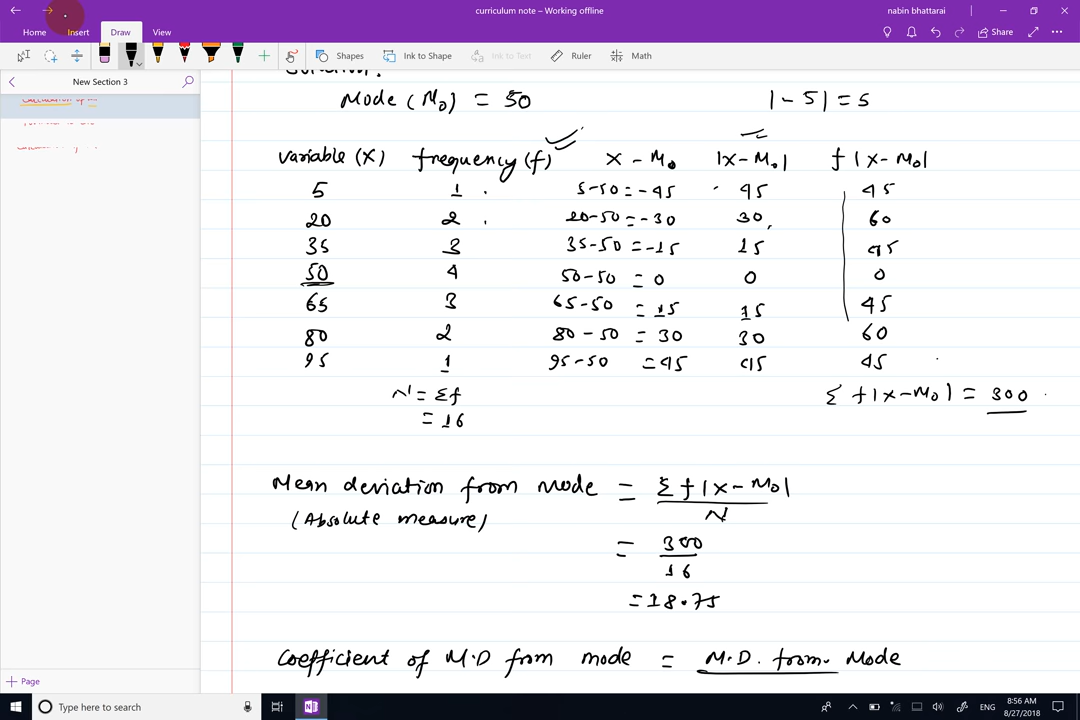 curriculum note – Working offline
nabin bhattarai
Home Insert Draw View
Share
Shapes Ink to Shape Ink to Text Ruler Math
New Section 3
Mode (M₀) = 50 |-5| = 5
variable (X) frequency (f) X - M₀ |X - M₀| f |X - M₀|
5 1 5-50 = -45 45 45
20 2 20-50 = -30 30 60
35 3 35-50 = -15 15 45
50 4 50-50 = 0 0 0
65 3 65-50 = 15 15 45
80 2 80-50 = 30 30 60
95 1 95-50 = 45 45 45
N = Σf Σ f|X-M₀| = 300
= 16
Mean deviation from mode = Σ f|X - M₀|
(Absolute measure) N
= 300
16
= 18.75
Coefficient of M.D from mode = M.D. from Mode
+ Page
Type here to search
ENG
8:56 AM
8/27/2018